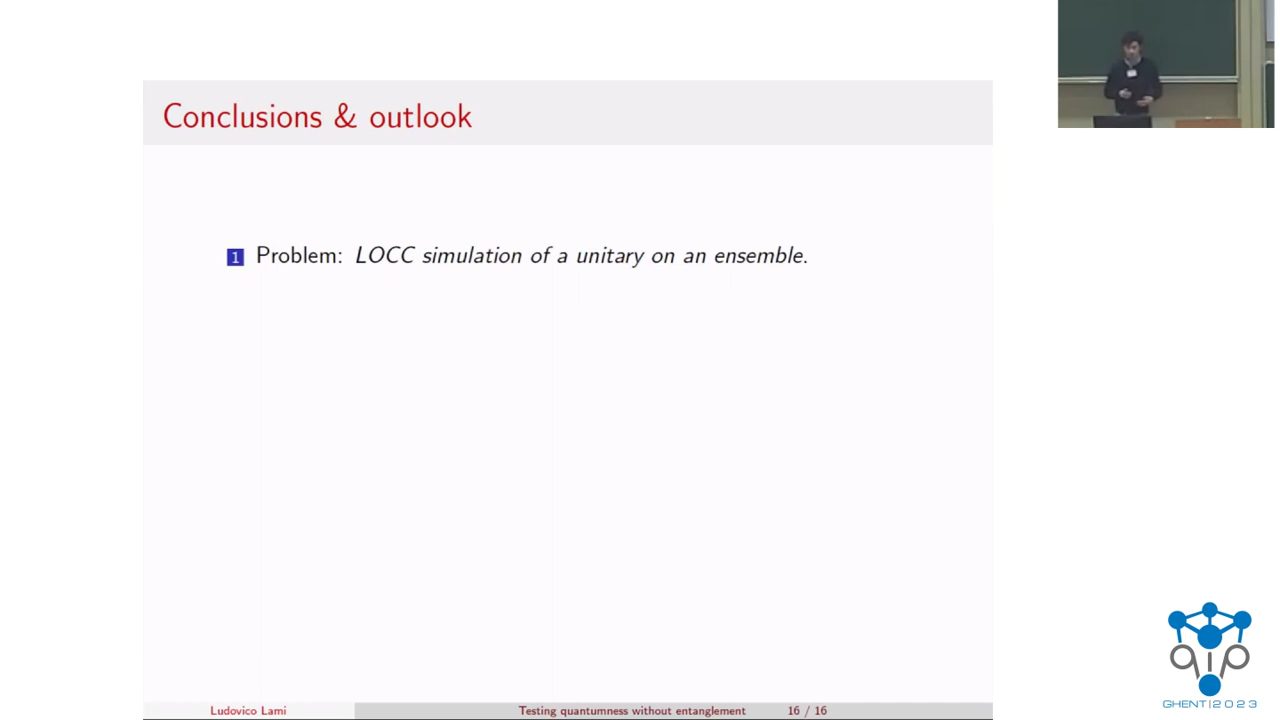 Conclusions & outlook
1 Problem: LOCC simulation of a unitary on an ensemble.
Ludovico Lami
Testing quantumness without entanglement 16 / 16
qip
GHENT|2023